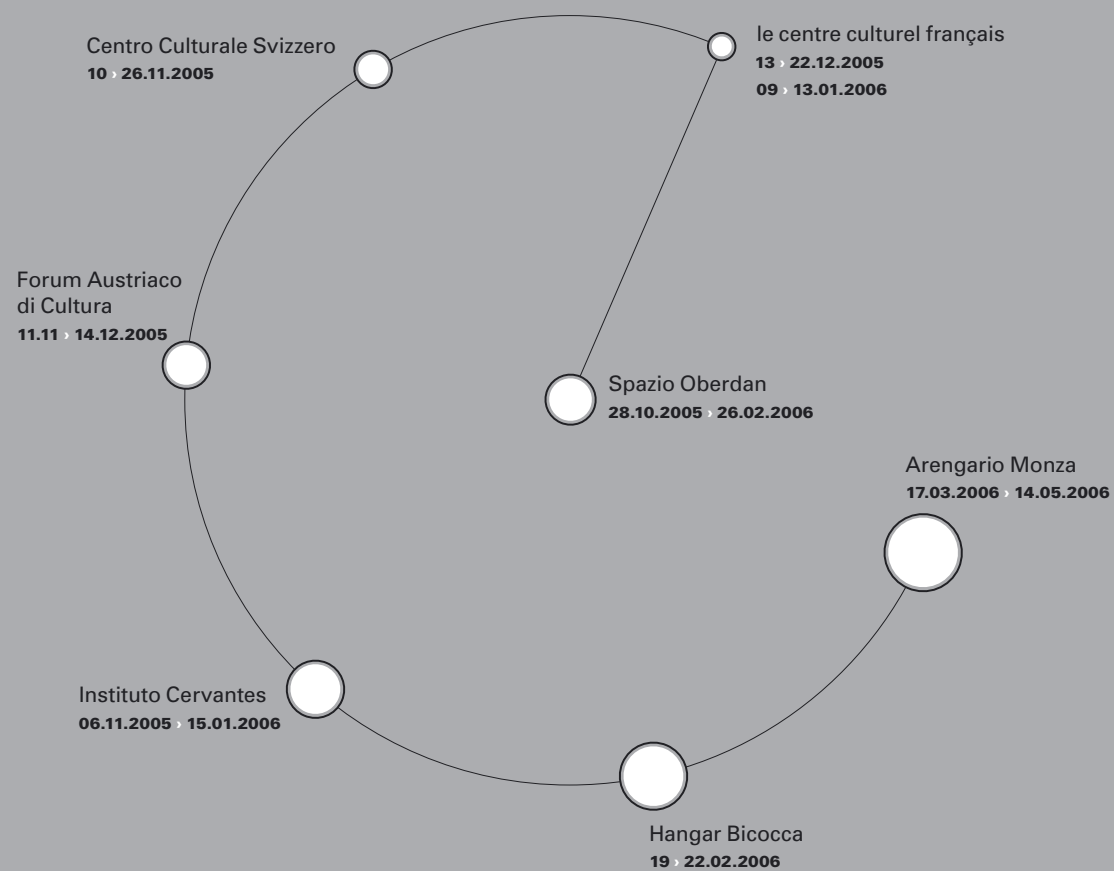 Centro Culturale Svizzero
10 › 26.11.2005
le centre culturel français
13 › 22.12.2005
09 › 13.01.2006
Forum Austriaco
di Cultura
11.11 › 14.12.2005
Spazio Oberdan
28.10.2005 › 26.02.2006
Arengario Monza
17.03.2006 › 14.05.2006
Instituto Cervantes
06.11.2005 › 15.01.2006
Hangar Bicocca
19 › 22.02.2006